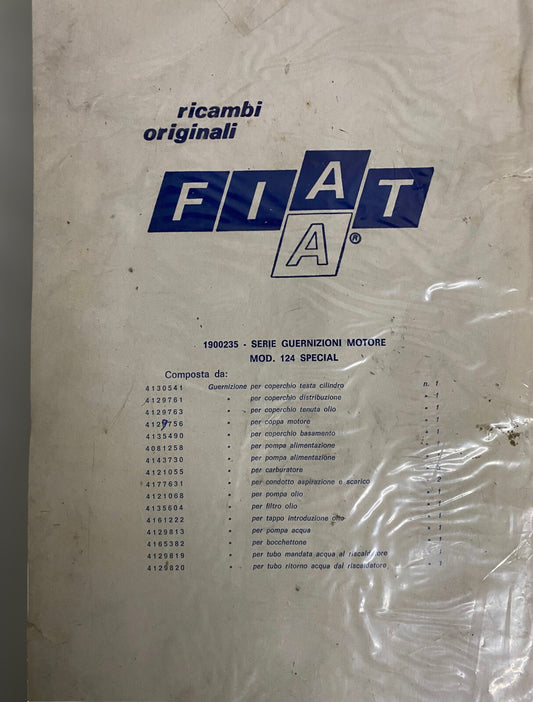 ricambi
originali
FIAT
A®
1900235 - SERIE GUERNIZIONI MOTORE
MOD. 124 SPECIAL
Composta da:
4130541 Guernizione per coperchio testa cilindro n. 1
4129761 " per coperchio distribuzione " 1
4129763 " per coperchio tenuta olio " 1
4129756 " per coppa motore " 1
4135490 " per coperchio basamento " 1
4081258 " per pompa alimentazione "
4143730 " per pompa alimentazione "
4121055 " per carburatore "
4177631 " per condotto aspirazione e scarico " 2
4121068 " per pompa olio " 1
4135604 " per filtro olio " 1
4161222 " per tappo introduzione olio " 1
4129813 " per pompa acqua " 1
4165382 " per bocchettone " 1
4129819 " per tubo mandata acqua al riscaldatore " 1
4129820 " per tubo ritorno acqua dal riscaldatore " 1